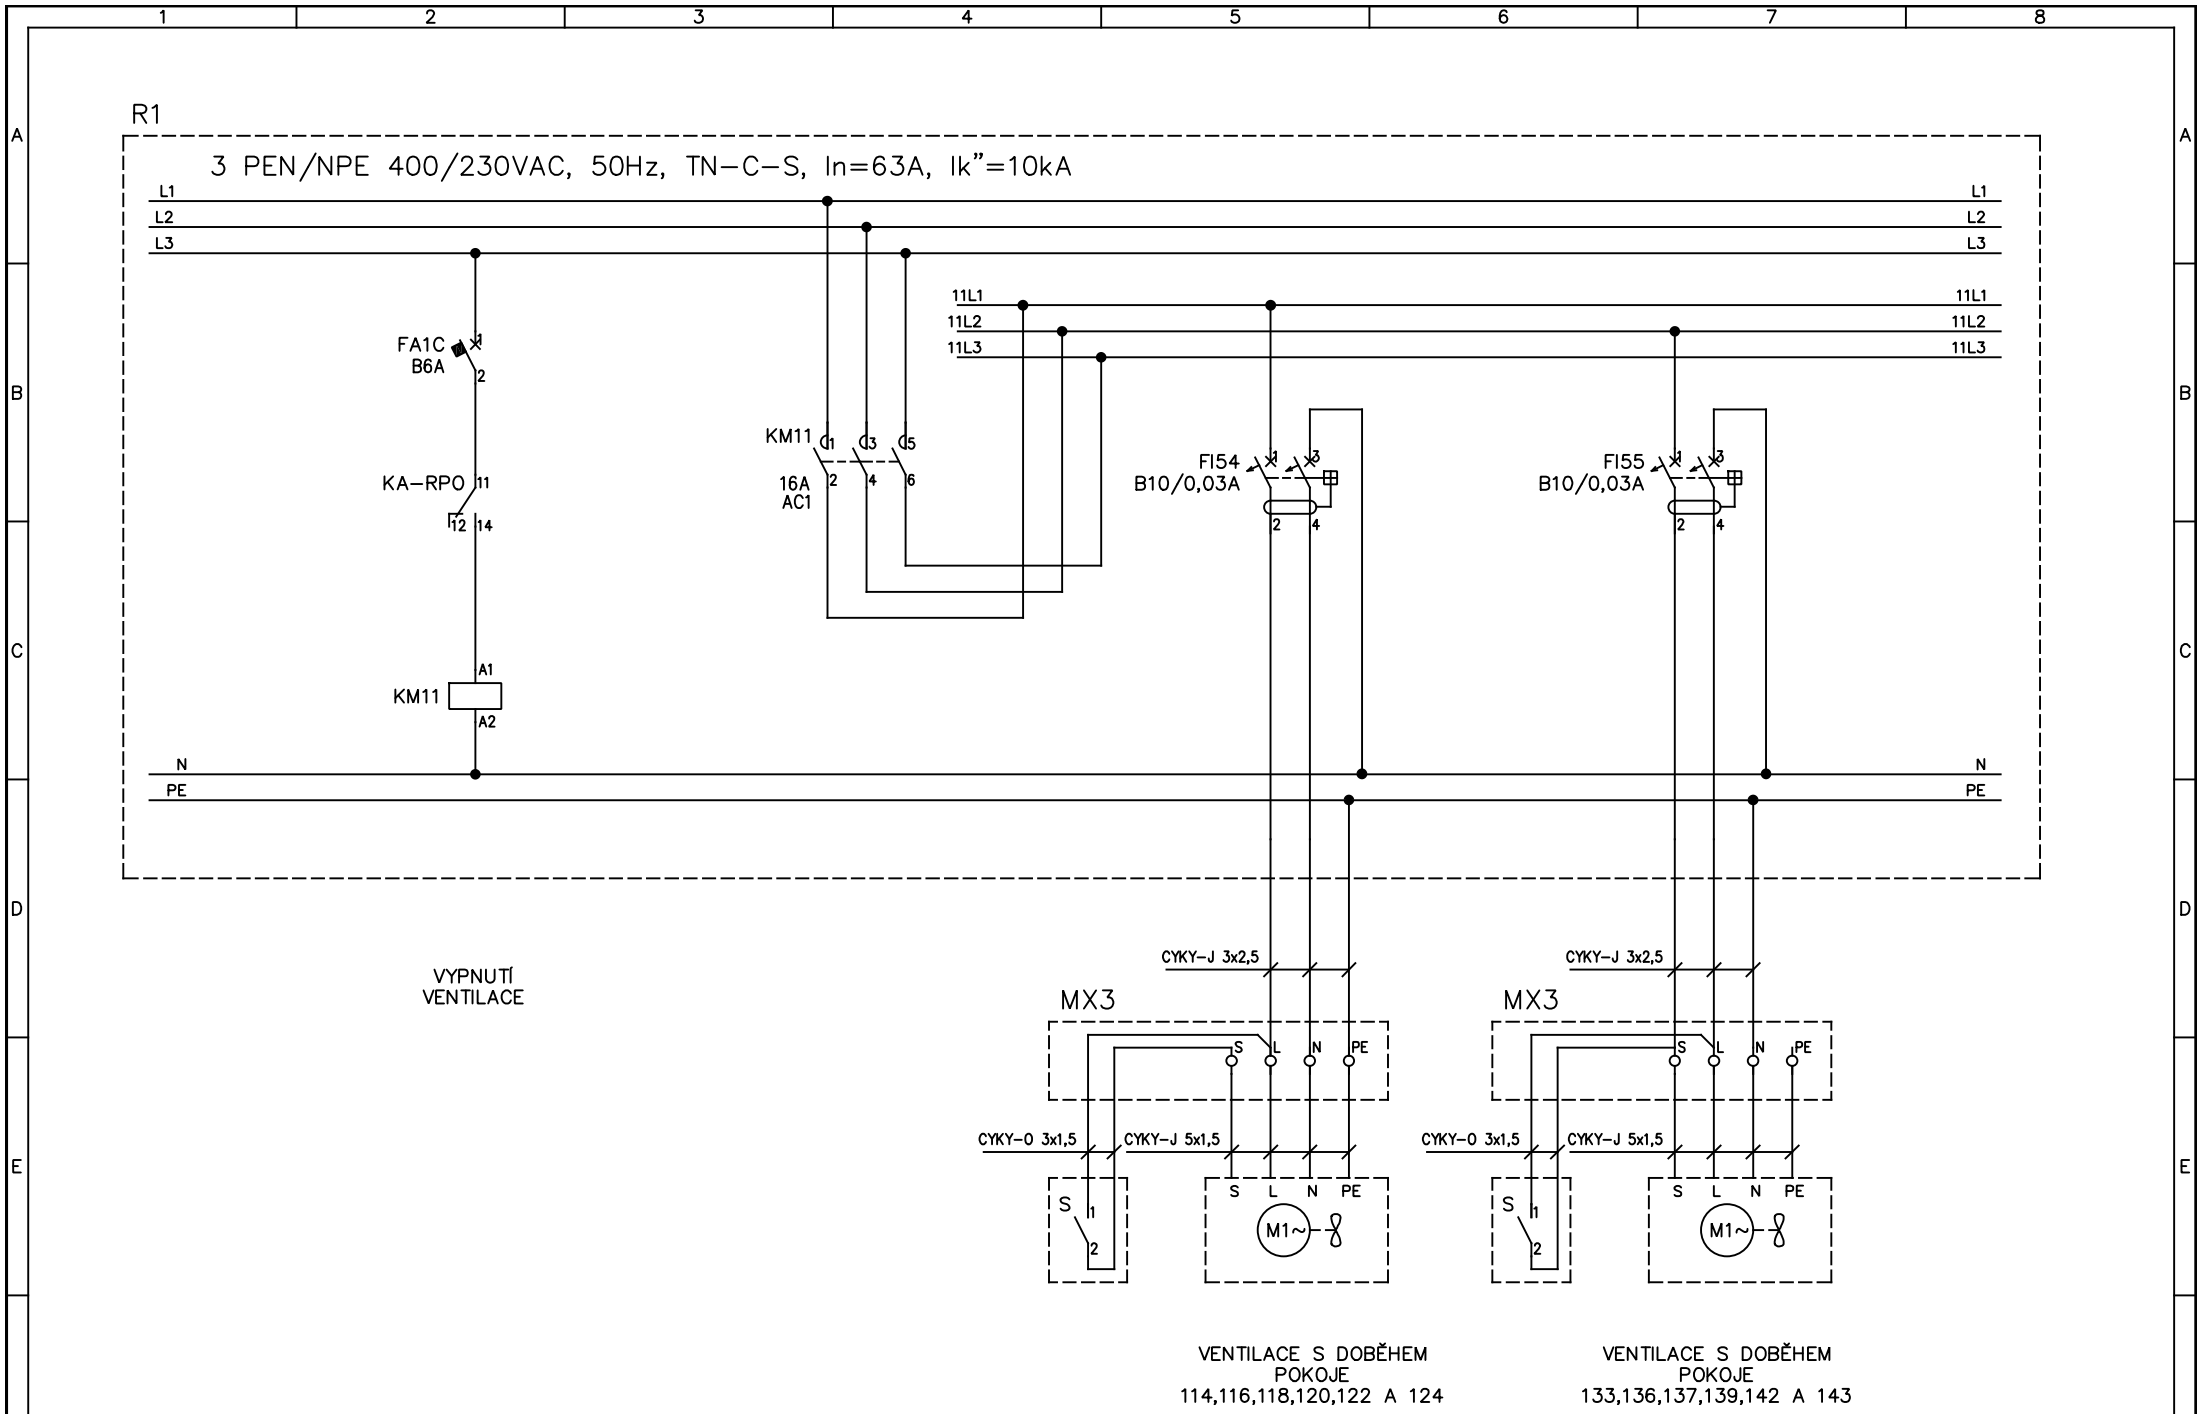 1 2 3 4 5 6 7 8
A A
R1
3 PEN/NPE 400/230VAC, 50Hz, TN-C-S, In=63A, Ik”=10kA
L1 L1
L2 L2
L3 L3
11L1 11L1
11L2 11L2
11L3 11L3
FA1C 1
B6A 2
B B
KM11 1 3 5
16A 2 4 6
AC1
FI54 1 3
B10/0,03A
2 4
FI55 1 3
B10/0,03A
2 4
KA-RPO 11
12 14
C C
A1
KM11
A2
N N
PE PE
D D
VYPNUTÍ
VENTILACE
CYKY-J 3x2,5 CYKY-J 3x2,5
MX3 MX3
S L N PE S L N PE
CYKY-O 3x1,5 CYKY-J 5x1,5 CYKY-O 3x1,5 CYKY-J 5x1,5
E E
S L N PE S L N PE
S 1 S 1
M1~ M1~
2 2
VENTILACE S DOBĚHEM
POKOJE
114,116,118,120,122 A 124
VENTILACE S DOBĚHEM
POKOJE
133,136,137,139,142 A 143